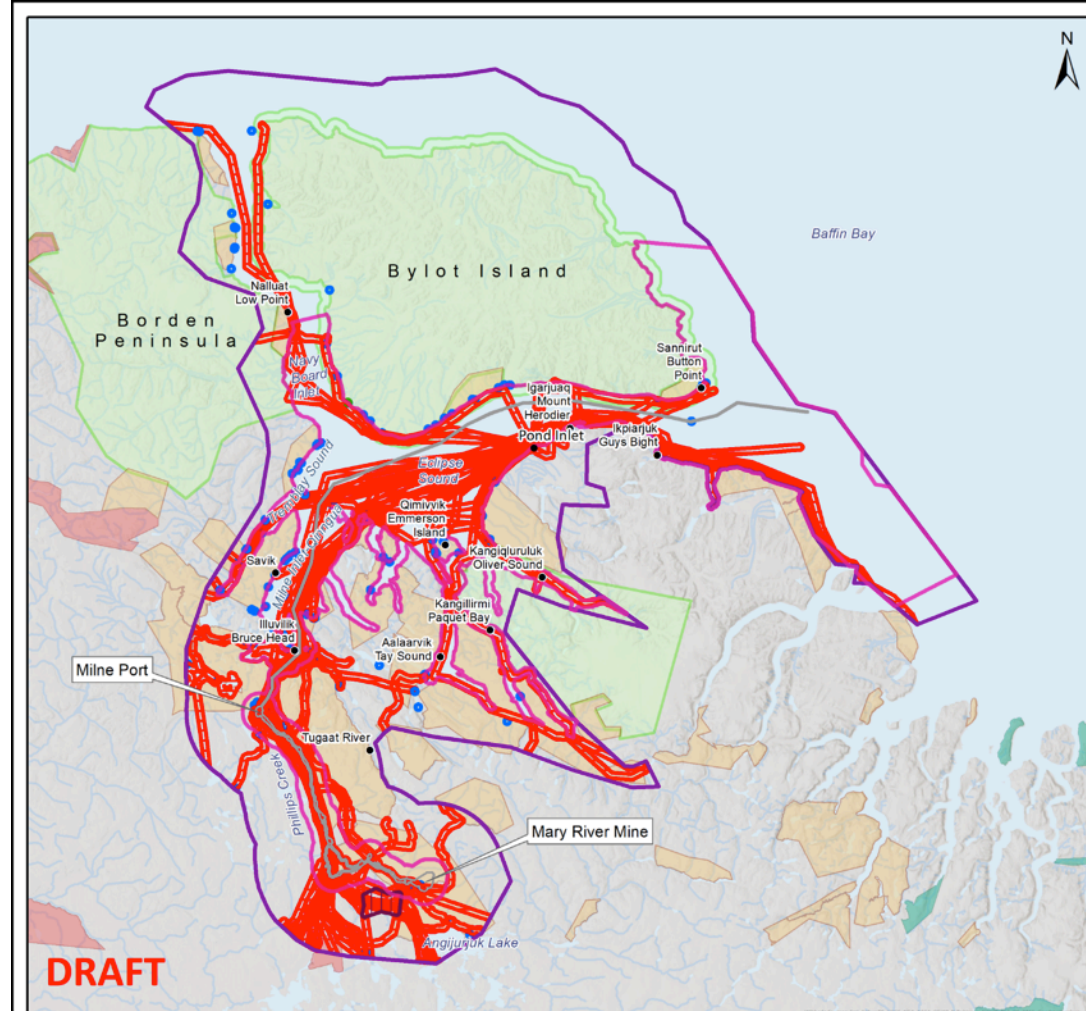 N
Baffin Bay
Bylot Island
Nalluat
Low Point
Borden
Peninsula
Navy
Board
Inlet
Sannirut
Button
Point
Igarjuaq
Mount
Herodier
Ikpiarjuk
Guys Bight
Pond Inlet
Eclipse
Sound
Tremblay Sound
Qimivvik
Emmerson
Island
Milne Inlet Qinngua
Savik
Kangiqluruluk
Oliver Sound
Kangillirmi
Paquet Bay
Illuvilik
Bruce Head
Aalaarvik
Tay Sound
Milne Port
Tugaat River
Phillips Creek
Mary River Mine
Angijurjuk Lake
DRAFT